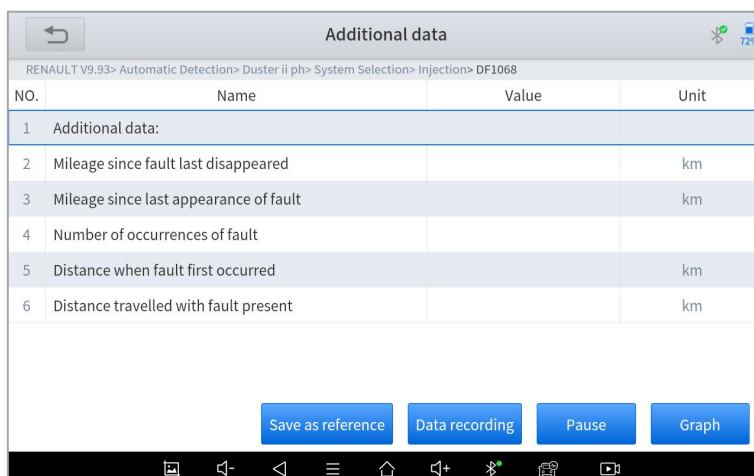 Additional data
72%
RENAULT V9.93> Automatic Detection> Duster ii ph> System Selection> Injection> DF1068
NO. Name Value Unit
1 Additional data:
2 Mileage since fault last disappeared km
3 Mileage since last appearance of fault km
4 Number of occurrences of fault
5 Distance when fault first occurred km
6 Distance travelled with fault present km
Save as reference Data recording Pause Graph